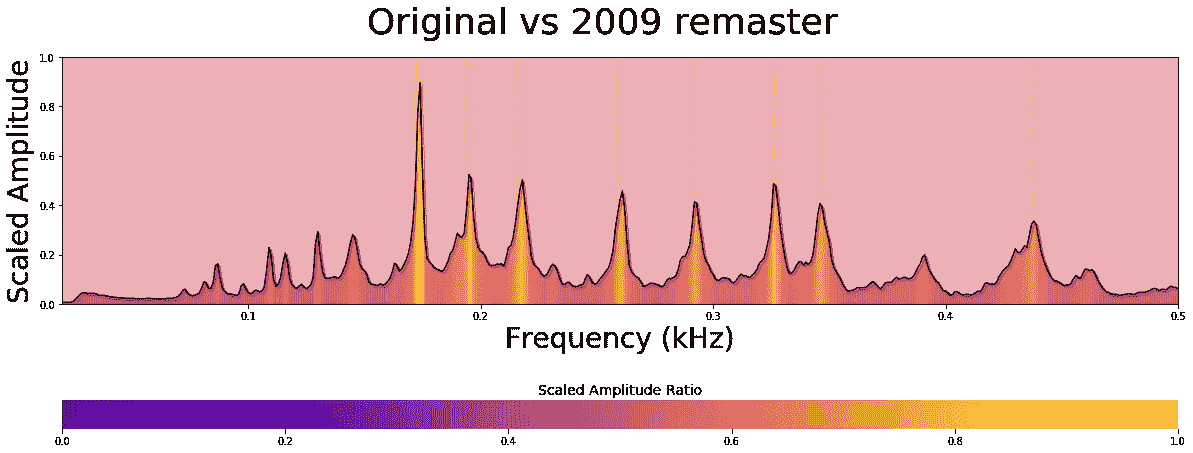 Original vs 2009 remaster
Scaled Amplitude
1.0
0.8
0.6
0.4
0.2
0.0
0.1 0.2 0.3 0.4 0.5
Frequency (kHz)
Scaled Amplitude Ratio
0.0 0.2 0.4 0.6 0.8 1.0